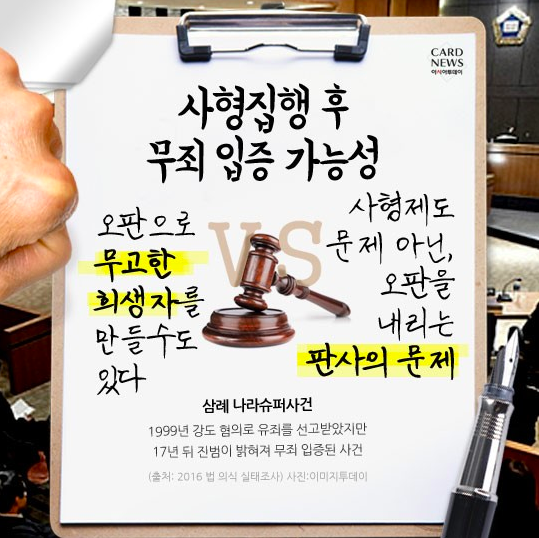 CARD
NEWS
아시아투데이
사형집행 후
무죄 입증 가능성
VS
오판으로
무고한
희생자를
만들수도
있다
사형제도
문제 아닌,
오판을
내리는
판사의 문제
삼례 나라슈퍼사건
1999년 강도 혐의로 유죄를 선고받았지만
17년 뒤 진범이 밝혀져 무죄 입증된 사건
(출처: 2016 법 의식 실태조사) 사진:이미지투데이